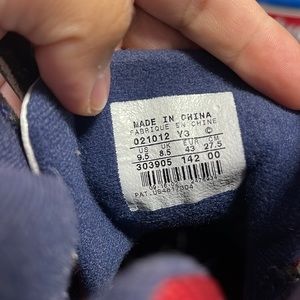 MADE IN CHINA
FABRIQUE EN CHINE
021012 Y3 C
US UK EUR
9.5 8.5 43 27.5
303905 142 00